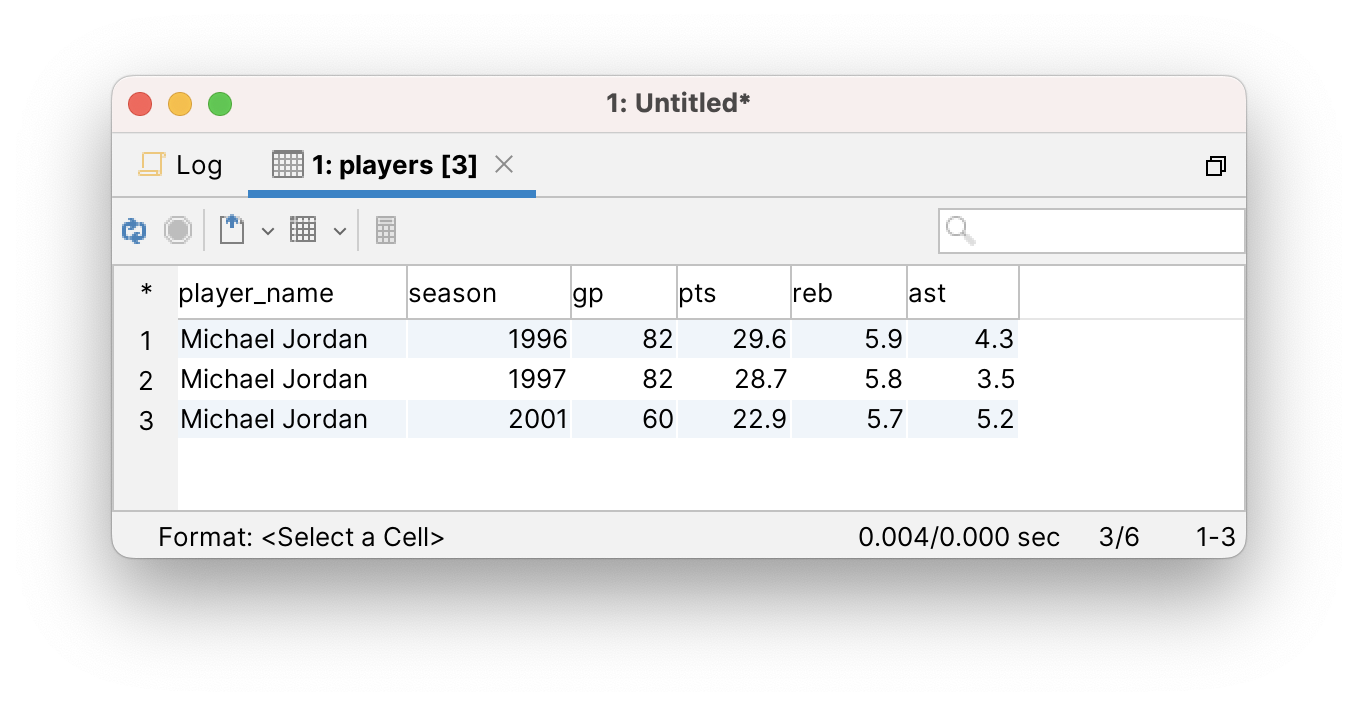 1: Untitled*
Log 1: players [3]
* player_name season gp pts reb ast
1 Michael Jordan 1996 82 29.6 5.9 4.3
2 Michael Jordan 1997 82 28.7 5.8 3.5
3 Michael Jordan 2001 60 22.9 5.7 5.2
Format: <Select a Cell> 0.004/0.000 sec 3/6 1-3